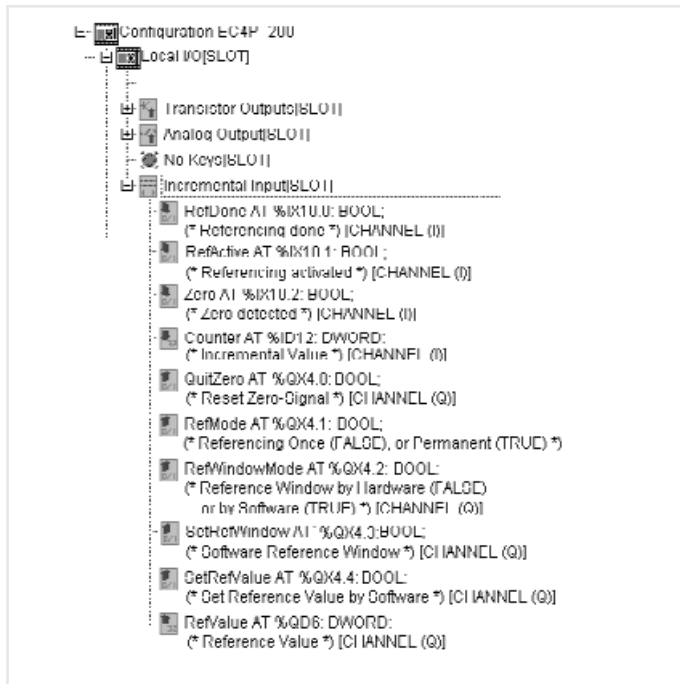 Configuration EC4P 200
Local I/O[SLOT]
Transistor Outputs[SLOT]
Analog Output[SLOT]
No Keys[SLOT]
Incremental Input[SLOT]
RefDone AT %IX10.0: BOOL;
(* Referencing done *) [CHANNEL (I)]
RefActive AT %IX10.1: BOOL;
(* Referencing activated *) [CHANNEL (I)]
Zero AT %IX10.2: BOOL;
(* Zero detected *) [CHANNEL (I)]
Counter AT %ID12: DWORD:
(* Incremental Value *) [CHANNEL (I)]
QuitZero AT %QX4.0: BOOL;
(* Reset Zero-Signal *) [CHANNEL (Q)]
RefMode AT %QX4.1: BOOL;
(* Referencing Once (FALSE), or Permanent (TRUE) *)
RefWindowMode AT %QX4.2: BOOL:
(* Reference Window by Hardware (FALSE)
or by Software (TRUE) *) [CHANNEL (Q)]
SetRefWindow AT %QX4.3:BOOL;
(* Software Reference Window *) [CHANNEL (Q)]
SetRefValue AT %QX4.4: BOOL:
(* Set Reference Value by Software *) [CHANNEL (Q)]
RefValue AT %QD6: DWORD:
(* Reference Value *) [CHANNEL (Q)]